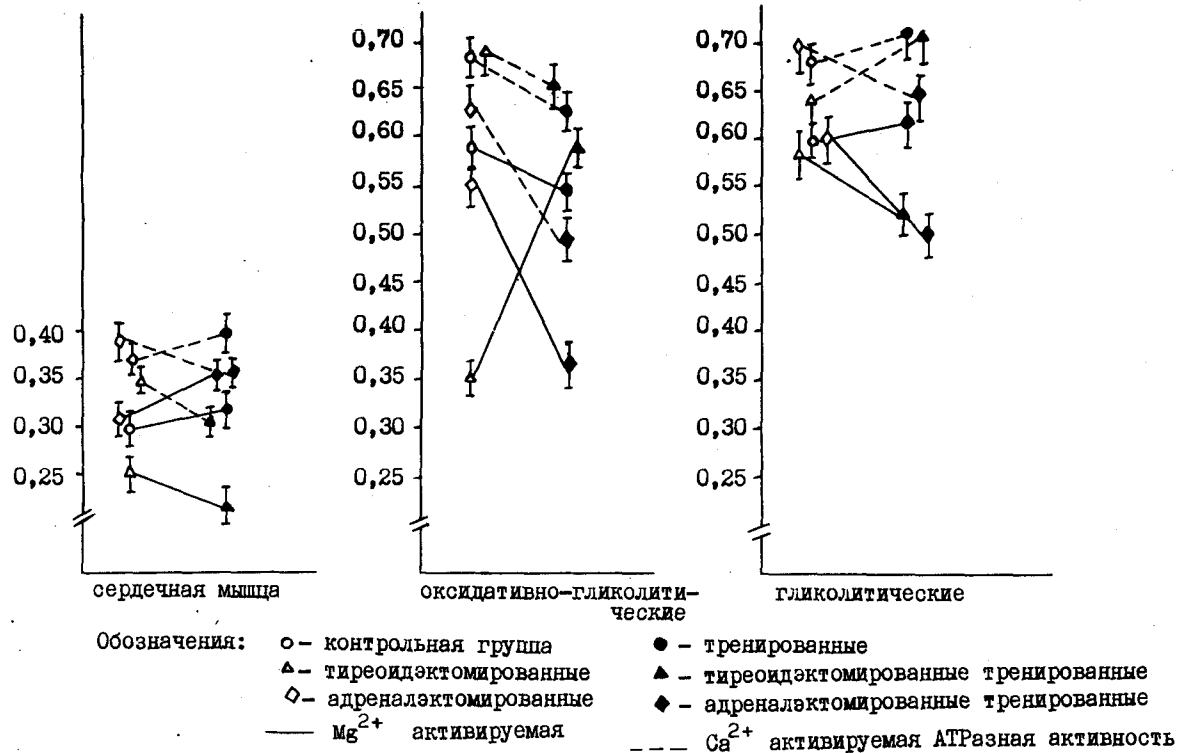 0,40
0,35
0,30
0,25
0,70
0,65
0,60
0,55
0,50
0,45
0,40
0,35
0,30
0,25
0,70
0,65
0,60
0,55
0,50
0,45
0,40
0,35
0,30
0,25
сердечная мышца
оксидативно-гликолити-
ческие
гликолитические
Обозначения:
– контрольная группа
– тиреоидэктомированные
– адреналэктомированные
Mg²⁺ активируемая
– тренированные
– тиреоидэктомированные тренированные
– адреналэктомированные тренированные
Ca²⁺ активируемая АТРазная активность